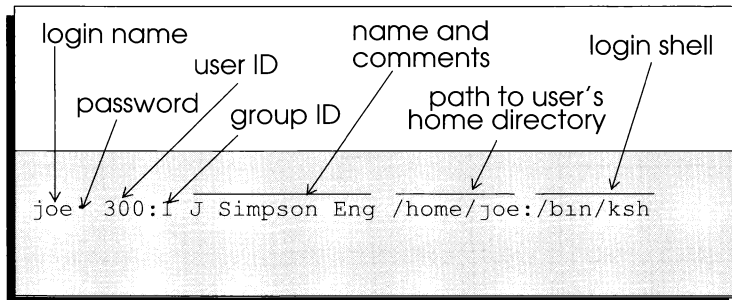 login name
password
user ID
group ID
name and
comments
path to user's
home directory
login shell
joe 300:1 J Simpson Eng /home/joe:/bin/ksh